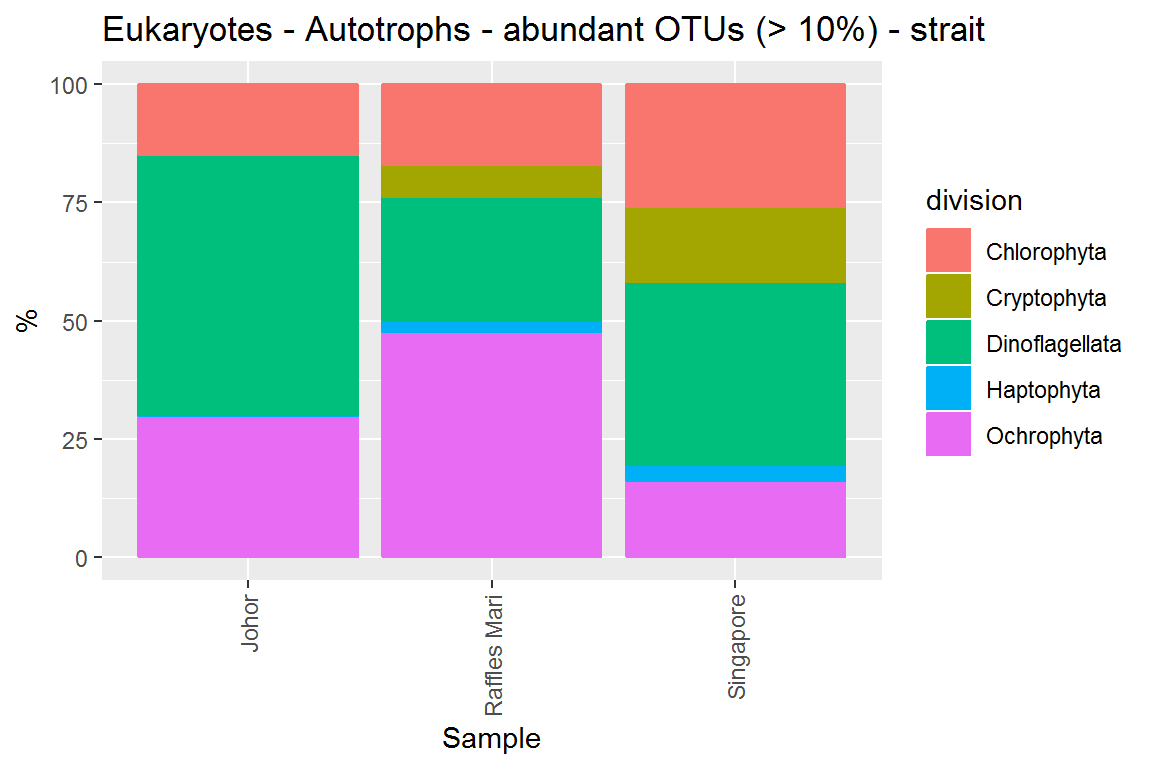 Eukaryotes - Autotrophs - abundant OTUs (> 10%) - strait
100
75
50
25
0
%
Johor
Raffles Mari
Singapore
Sample
division
Chlorophyta
Cryptophyta
Dinoflagellata
Haptophyta
Ochrophyta